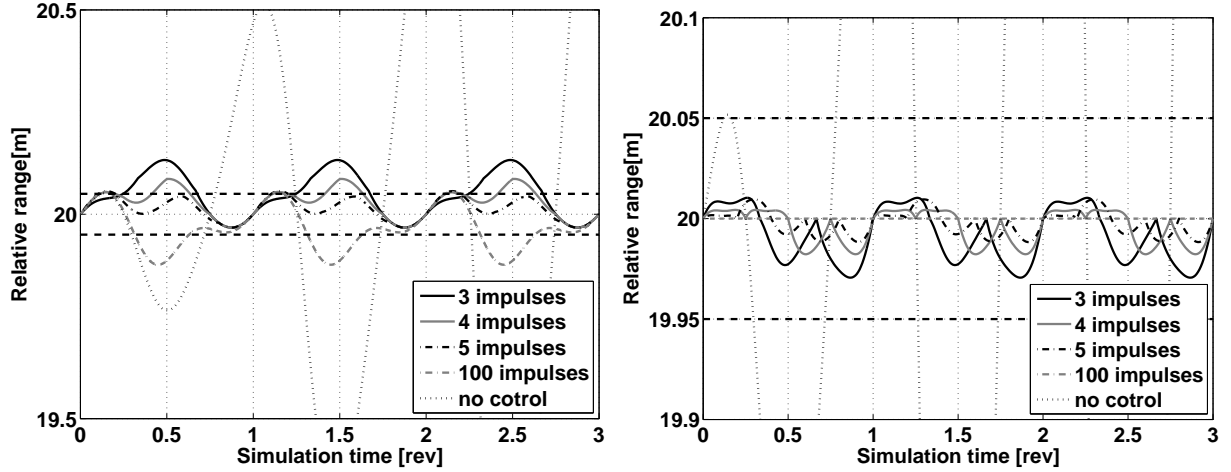 20.5
20
19.5
Relative range[m]
0
0.5
1
1.5
2
2.5
3
Simulation time [rev]
3 impulses
4 impulses
5 impulses
100 impulses
no cotrol
20.1
20.05
20
19.95
19.9
Relative range[m]
0
0.5
1
1.5
2
2.5
3
Simulation time [rev]
3 impulses
4 impulses
5 impulses
100 impulses
no cotrol